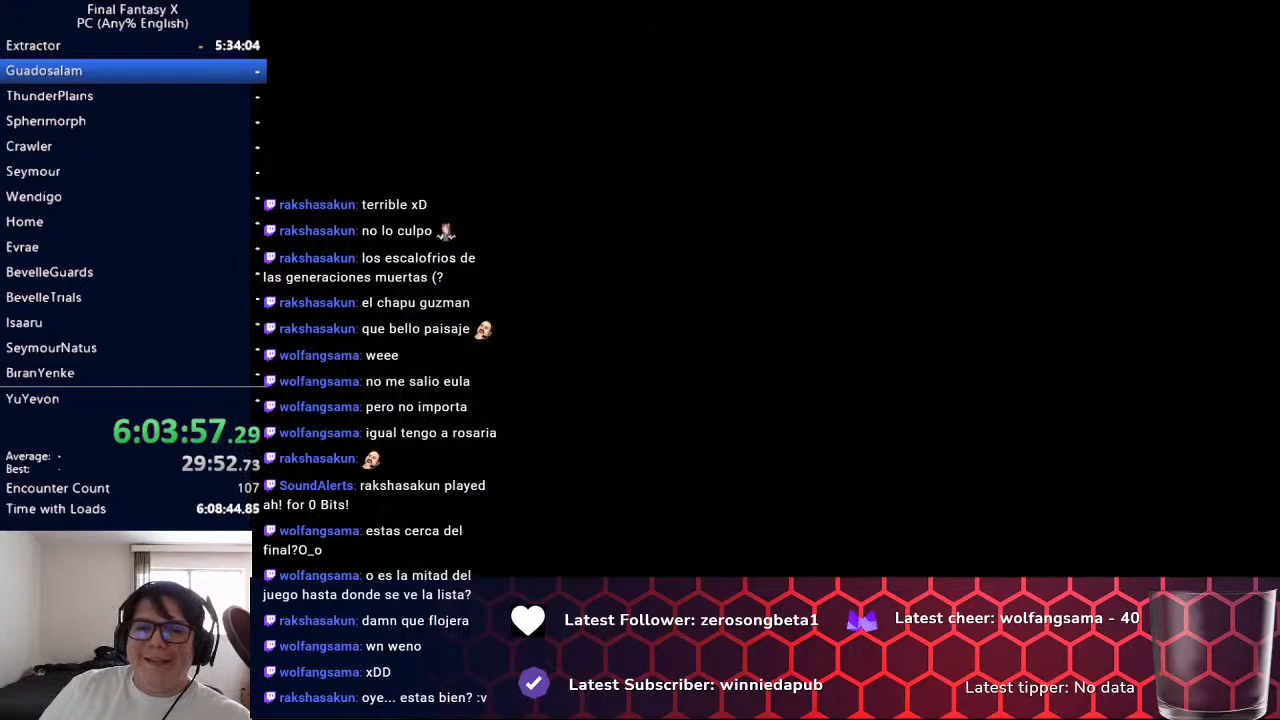 Final Fantasy X
PC (Any% English)
Extractor - 5:34:04
Guadosalam -
ThunderPlains -
Spherimorph -
Crawler -
Seymour -
Wendigo -
Home -
Evrae -
BevelleGuards -
BevelleTrials -
Isaaru -
SeymourNatus -
BiranYenke -
YuYevon -
6:03:57.29
Average: -
Best: -
29:52.73
Encounter Count 107
Time with Loads 6:08:44.85
rakshasakun: terrible xD
rakshasakun: no lo culpo
rakshasakun: los escalofrios de
las generaciones muertas (?
rakshasakun: el chapu guzman
rakshasakun: que bello paisaje
wolfangsama: weee
wolfangsama: no me salio eula
wolfangsama: pero no importa
wolfangsama: igual tengo a rosaria
rakshasakun:
SoundAlerts: rakshasakun played
ah! for 0 Bits!
wolfangsama: estas cerca del
final?O_o
wolfangsama: o es la mitad del
juego hasta donde se ve la lista?
rakshasakun: damn que flojera
wolfangsama: wn weno
wolfangsama: xDD
rakshasakun: oye... estas bien? :v
Latest Follower: zerosongbeta1
Latest cheer: wolfangsama - 40
Latest Subscriber: winniedapub
Latest tipper: No data